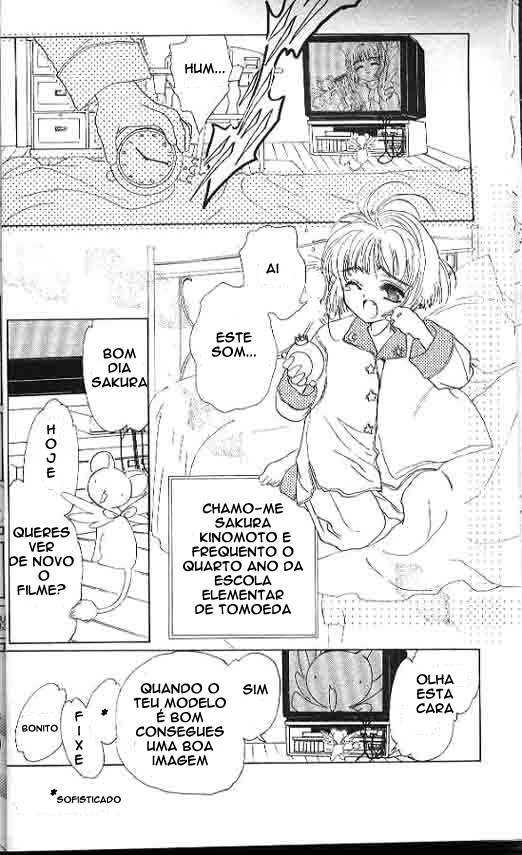 HUM...
AI
ESTE
SOM...
BOM
DIA
SAKURA
H
O
J
E
QUERES
VER
DE NOVO
O
FILME?
CHAMO-ME
SAKURA
KINOMOTO E
FREQUENTO O
QUARTO ANO DA
ESCOLA
ELEMENTAR
DE TOMOEDA
OLHA
ESTA
CARA
SIM
QUANDO O
TEU MODELO
É BOM
CONSEGUES
UMA BOA
IMAGEM
*
F
I
X
E
BONITO
*SOFISTICADO